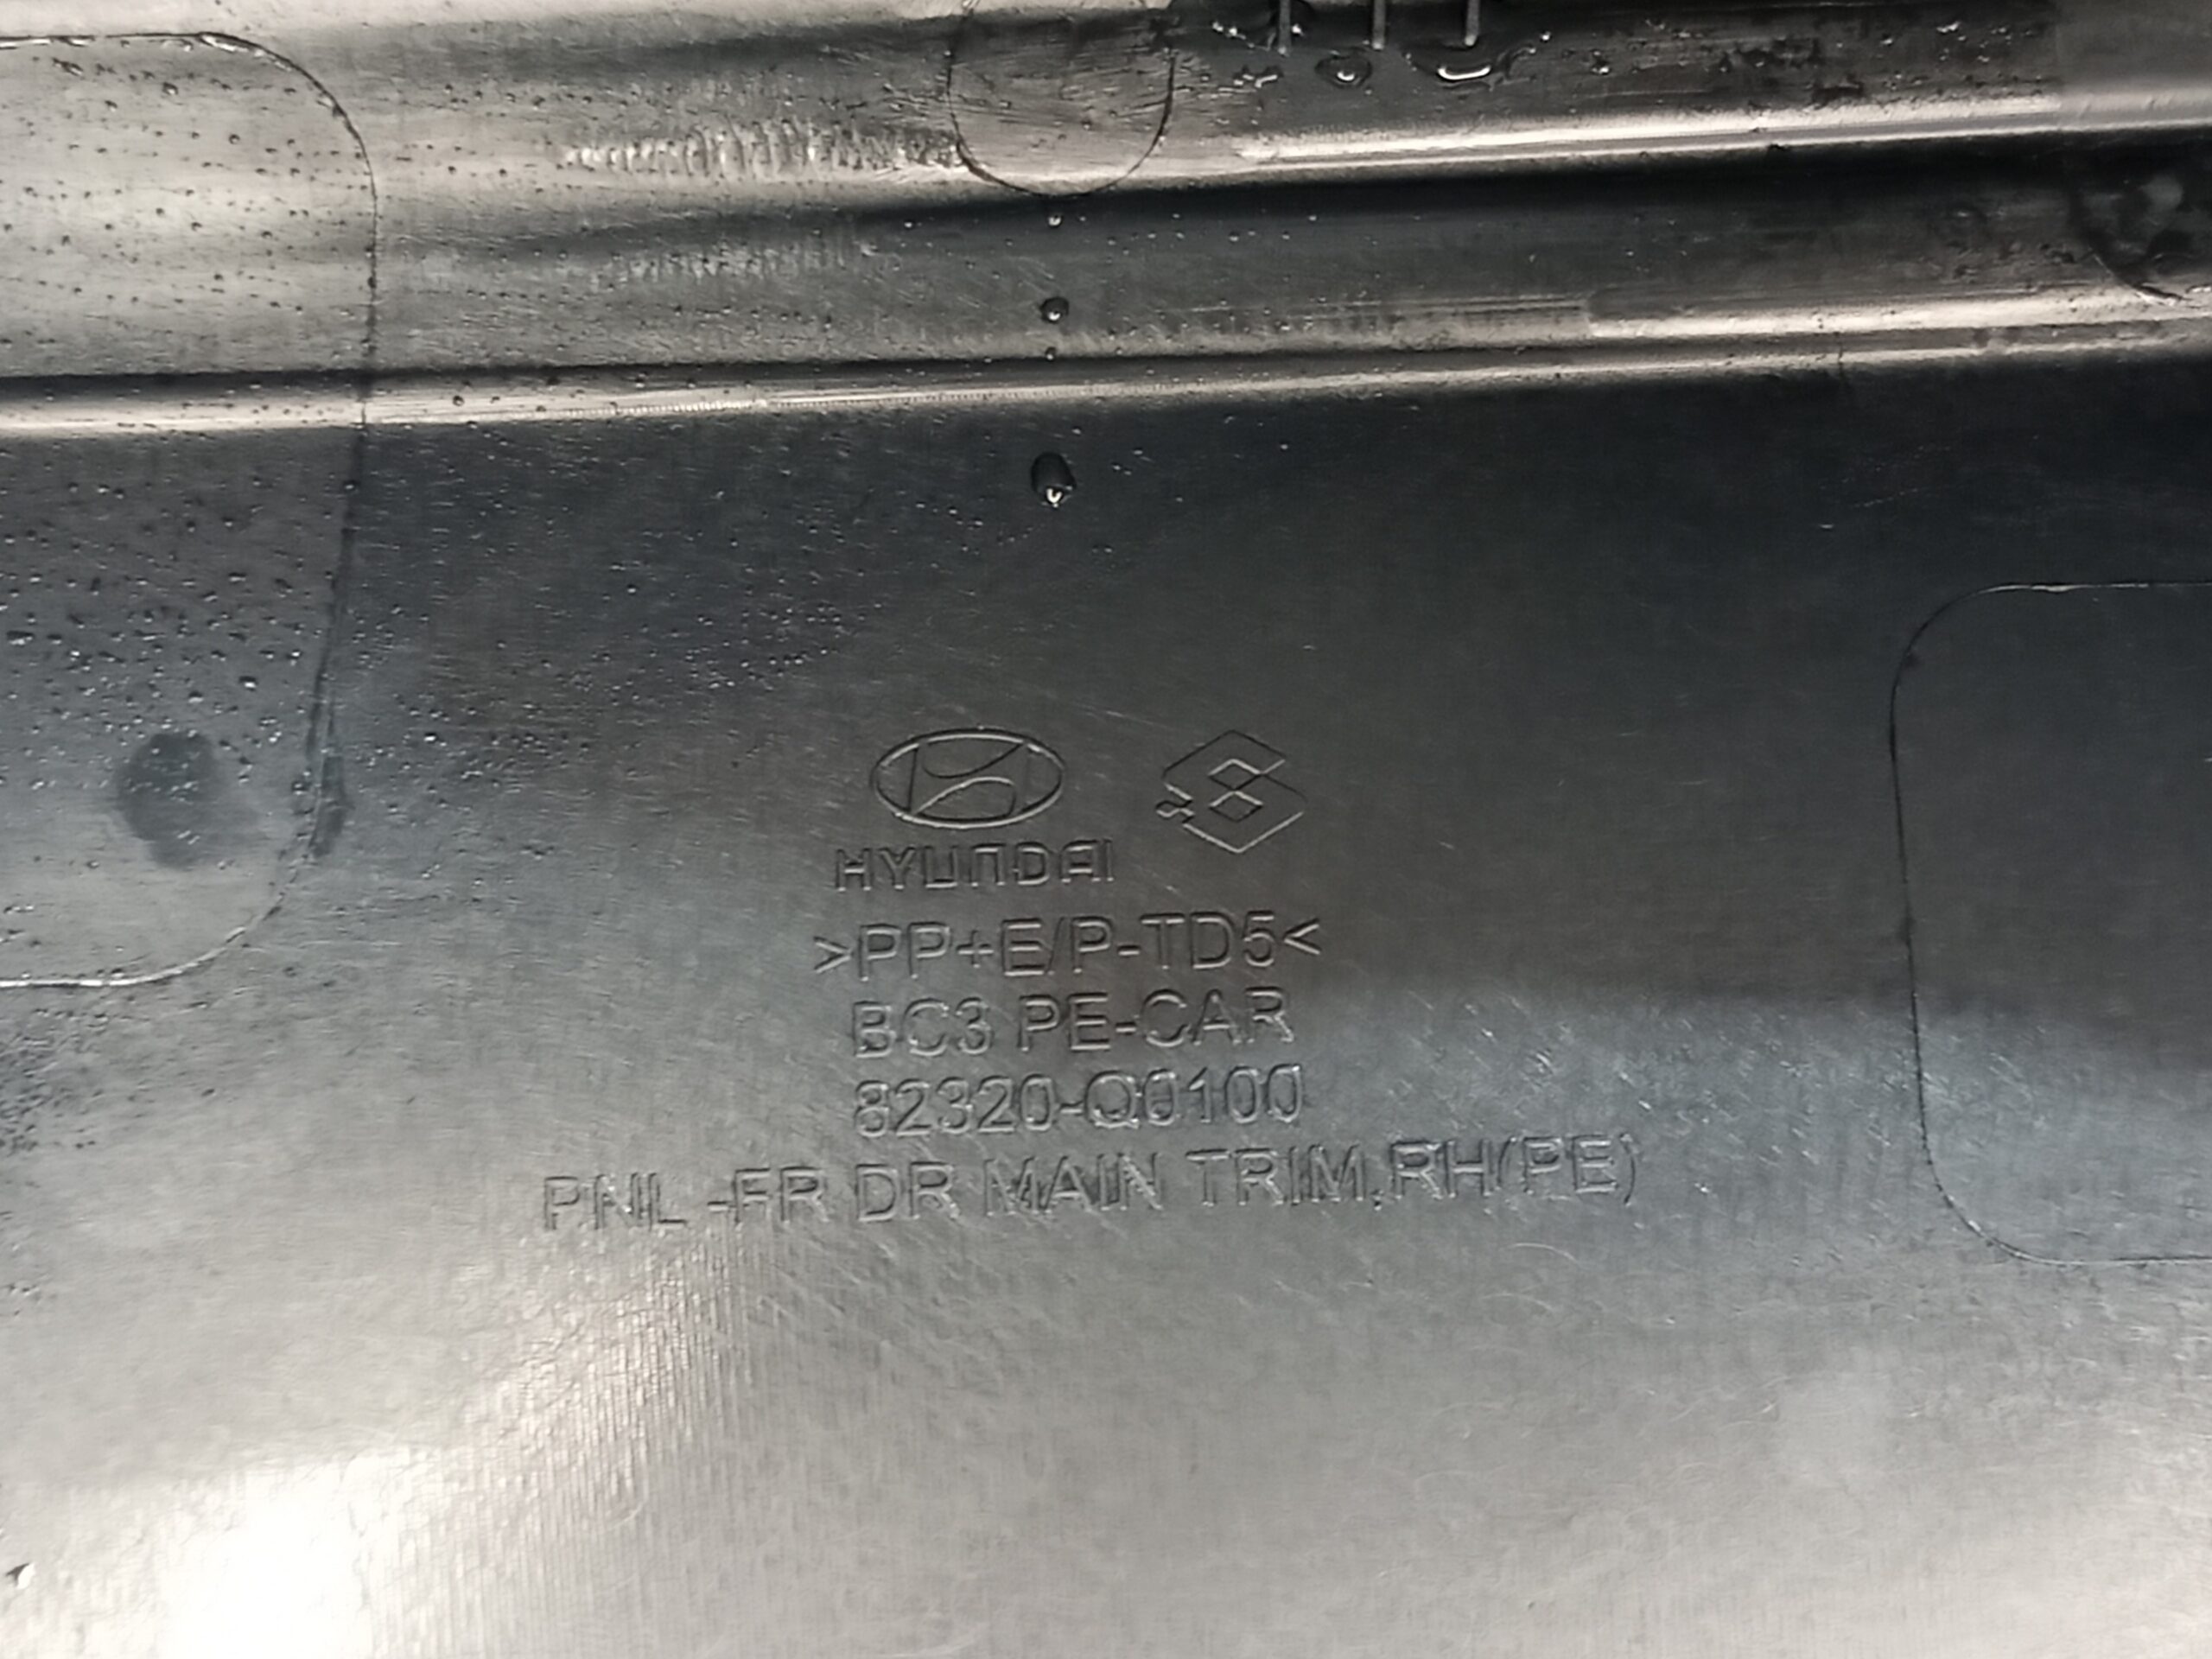 HYUNDAI
>PP+E/P-TD5<
BC3 PE-CAR
82320-Q0100
PNL -FR DR MAIN TRIM,RH(PE)